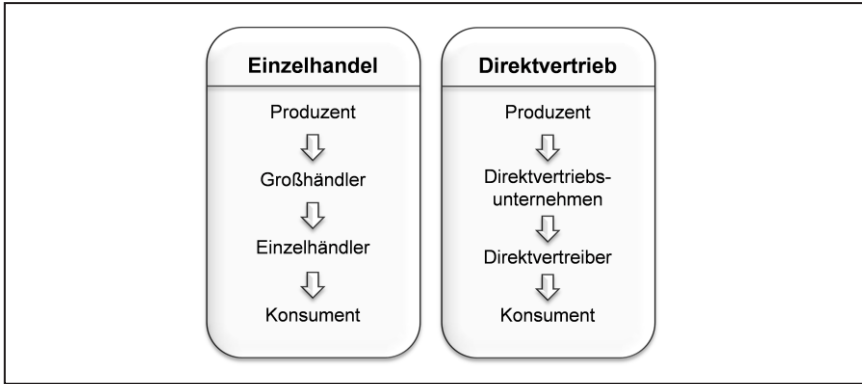 Einzelhandel
Produzent
Großhändler
Einzelhändler
Konsument
Direktvertrieb
Produzent
Direktvertriebs-
unternehmen
Direktvertreiber
Konsument